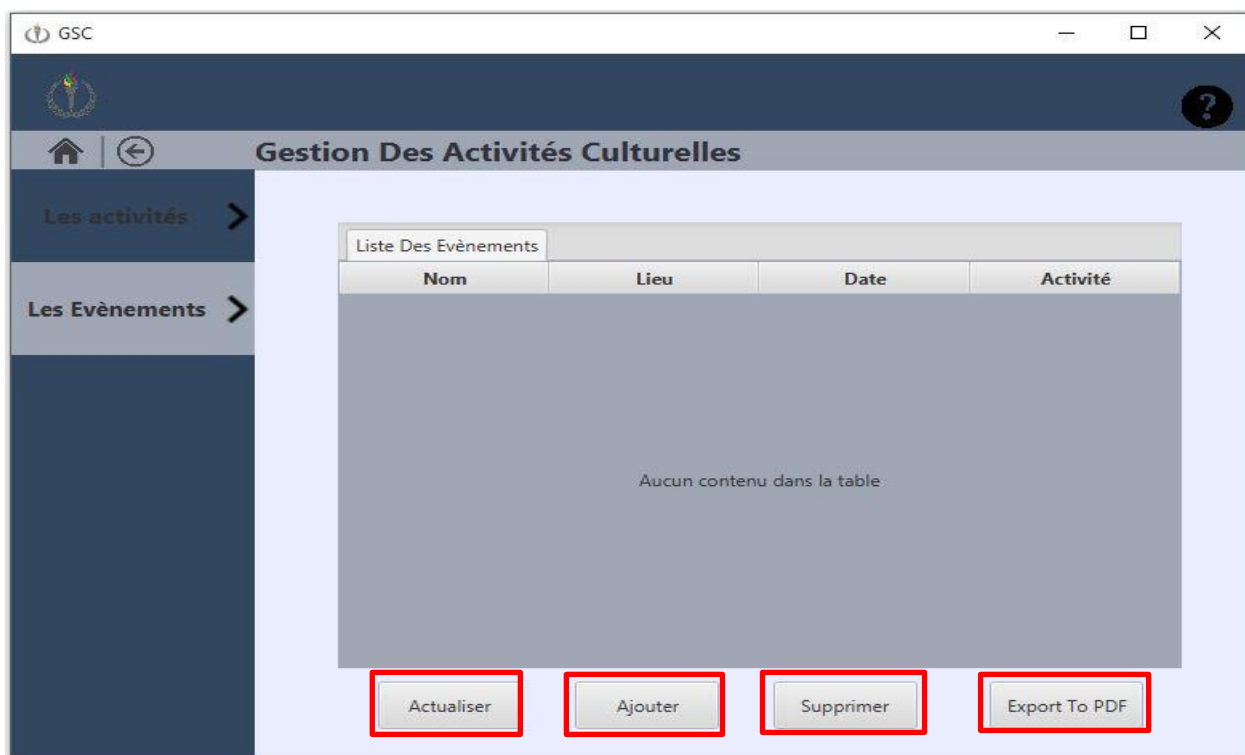 GSC
?
Gestion Des Activités Culturelles
Les activités
Les Evènements
Liste Des Evènements
Nom Lieu Date Activité
Aucun contenu dans la table
Actualiser Ajouter Supprimer Export To PDF